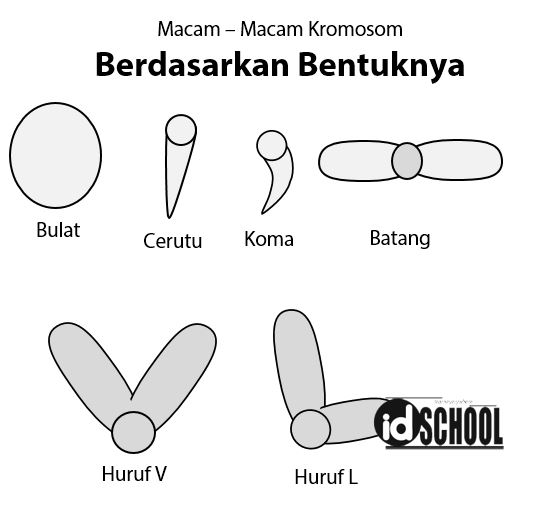 Macam – Macam Kromosom
Berdasarkan Bentuknya
Bulat
Cerutu
Koma
Batang
Huruf V
Huruf L
idSCHOOL